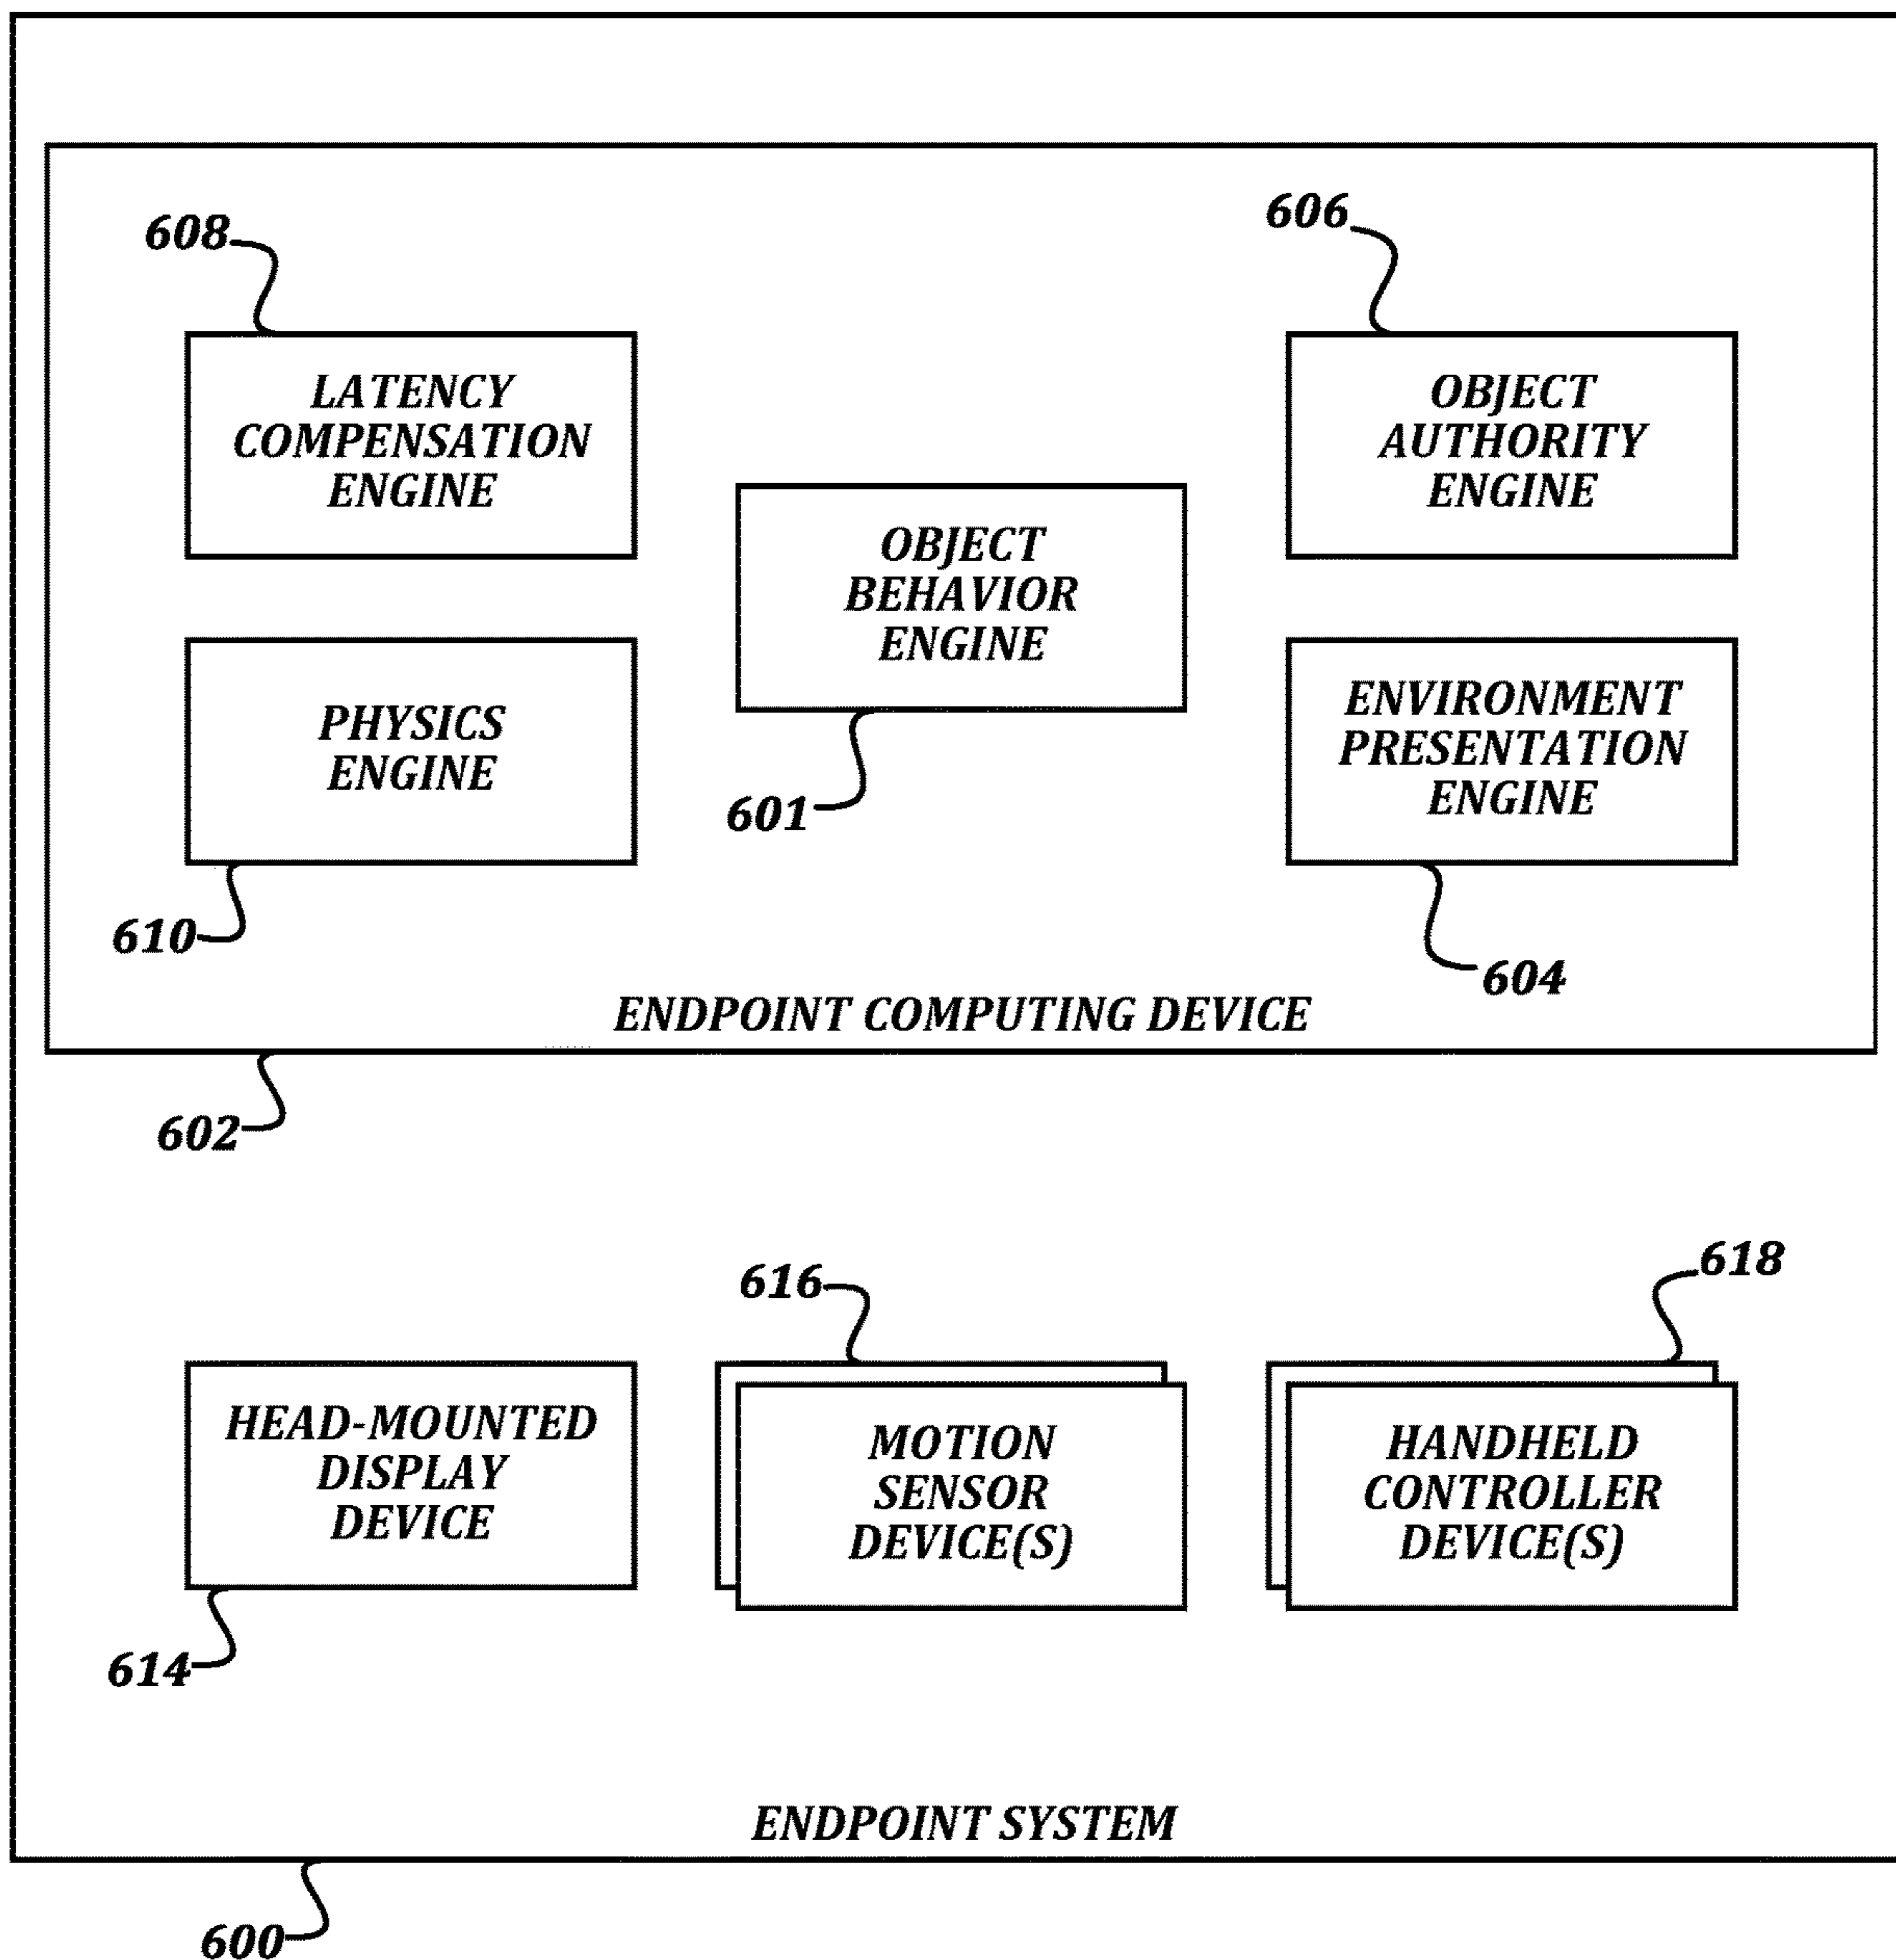 608
606
LATENCY
COMPENSATION
ENGINE
OBJECT
AUTHORITY
ENGINE
OBJECT
BEHAVIOR
ENGINE
PHYSICS
ENGINE
ENVIRONMENT
PRESENTATION
ENGINE
601
610
604
ENDPOINT COMPUTING DEVICE
602
616
618
HEAD-MOUNTED
DISPLAY
DEVICE
MOTION
SENSOR
DEVICE(S)
HANDHELD
CONTROLLER
DEVICE(S)
614
ENDPOINT SYSTEM
600